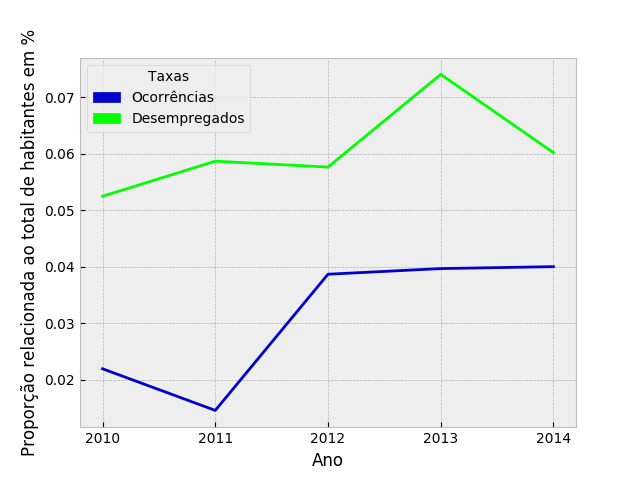 Proporção relacionada ao total de habitantes em %
Taxas
Ocorrências
Desempregados
0.07
0.06
0.05
0.04
0.03
0.02
2010 2011 2012 2013 2014
Ano